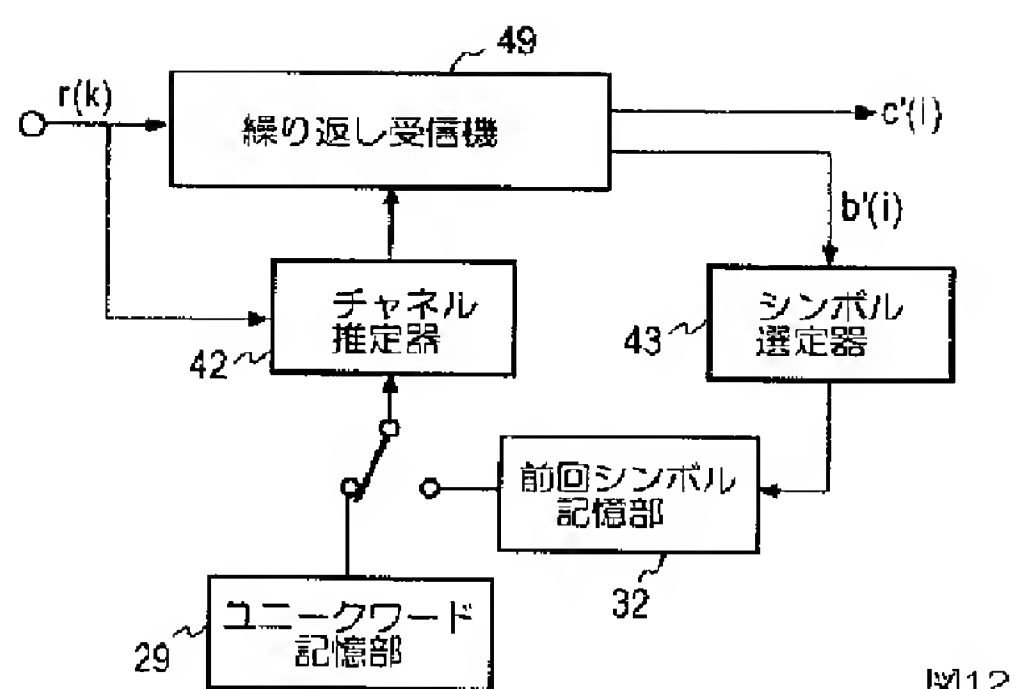 49
r(k)
繰り返し受信機
c'(i)
b'(i)
チャネル
推定器
42
シンボル
選定器
43
前回シンボル
記憶部
32
ユニークワード
記憶部
29
図12